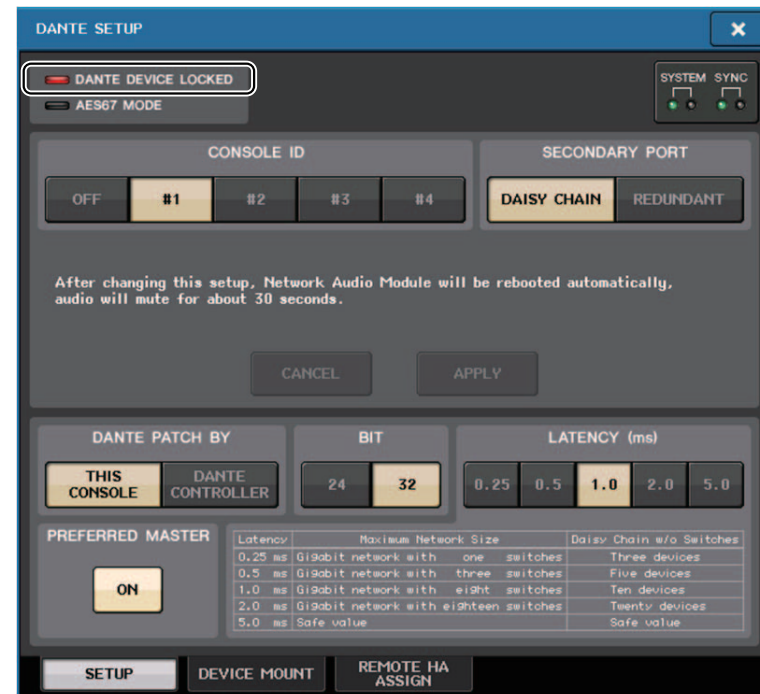 DANTE SETUP
DANTE DEVICE LOCKED
AES67 MODE
SYSTEM SYNC
CONSOLE ID
OFF #1 #2 #3 #4
SECONDARY PORT
DAISY CHAIN REDUNDANT
After changing this setup, Network Audio Module will be rebooted automatically,
audio will mute for about 30 seconds.
CANCEL APPLY
DANTE PATCH BY
THIS CONSOLE DANTE CONTROLLER
BIT
24 32
LATENCY (ms)
0.25 0.5 1.0 2.0 5.0
PREFERRED MASTER
ON
Latency Maximum Network Size Daisy Chain w/o Switches
0.25 ms Gigabit network with one switches Three devices
0.5 ms Gigabit network with three switches Five devices
1.0 ms Gigabit network with eight switches Ten devices
2.0 ms Gigabit network with eighteen switches Twenty devices
5.0 ms Safe value Safe value
SETUP DEVICE MOUNT REMOTE HA ASSIGN